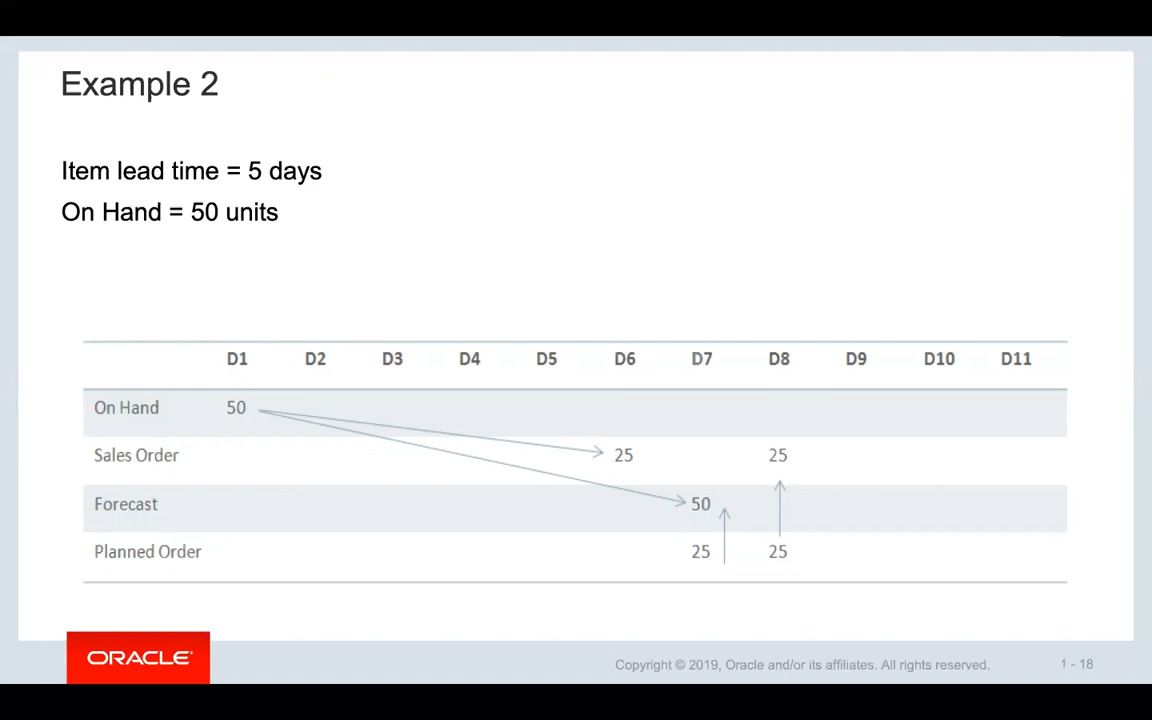 Example 2
Item lead time = 5 days
On Hand = 50 units
D1 D2 D3 D4 D5 D6 D7 D8 D9 D10 D11
On Hand 50
Sales Order 25 25
Forecast 50
Planned Order 25 25
ORACLE®
Copyright © 2019, Oracle and/or its affiliates. All rights reserved. 1 - 18